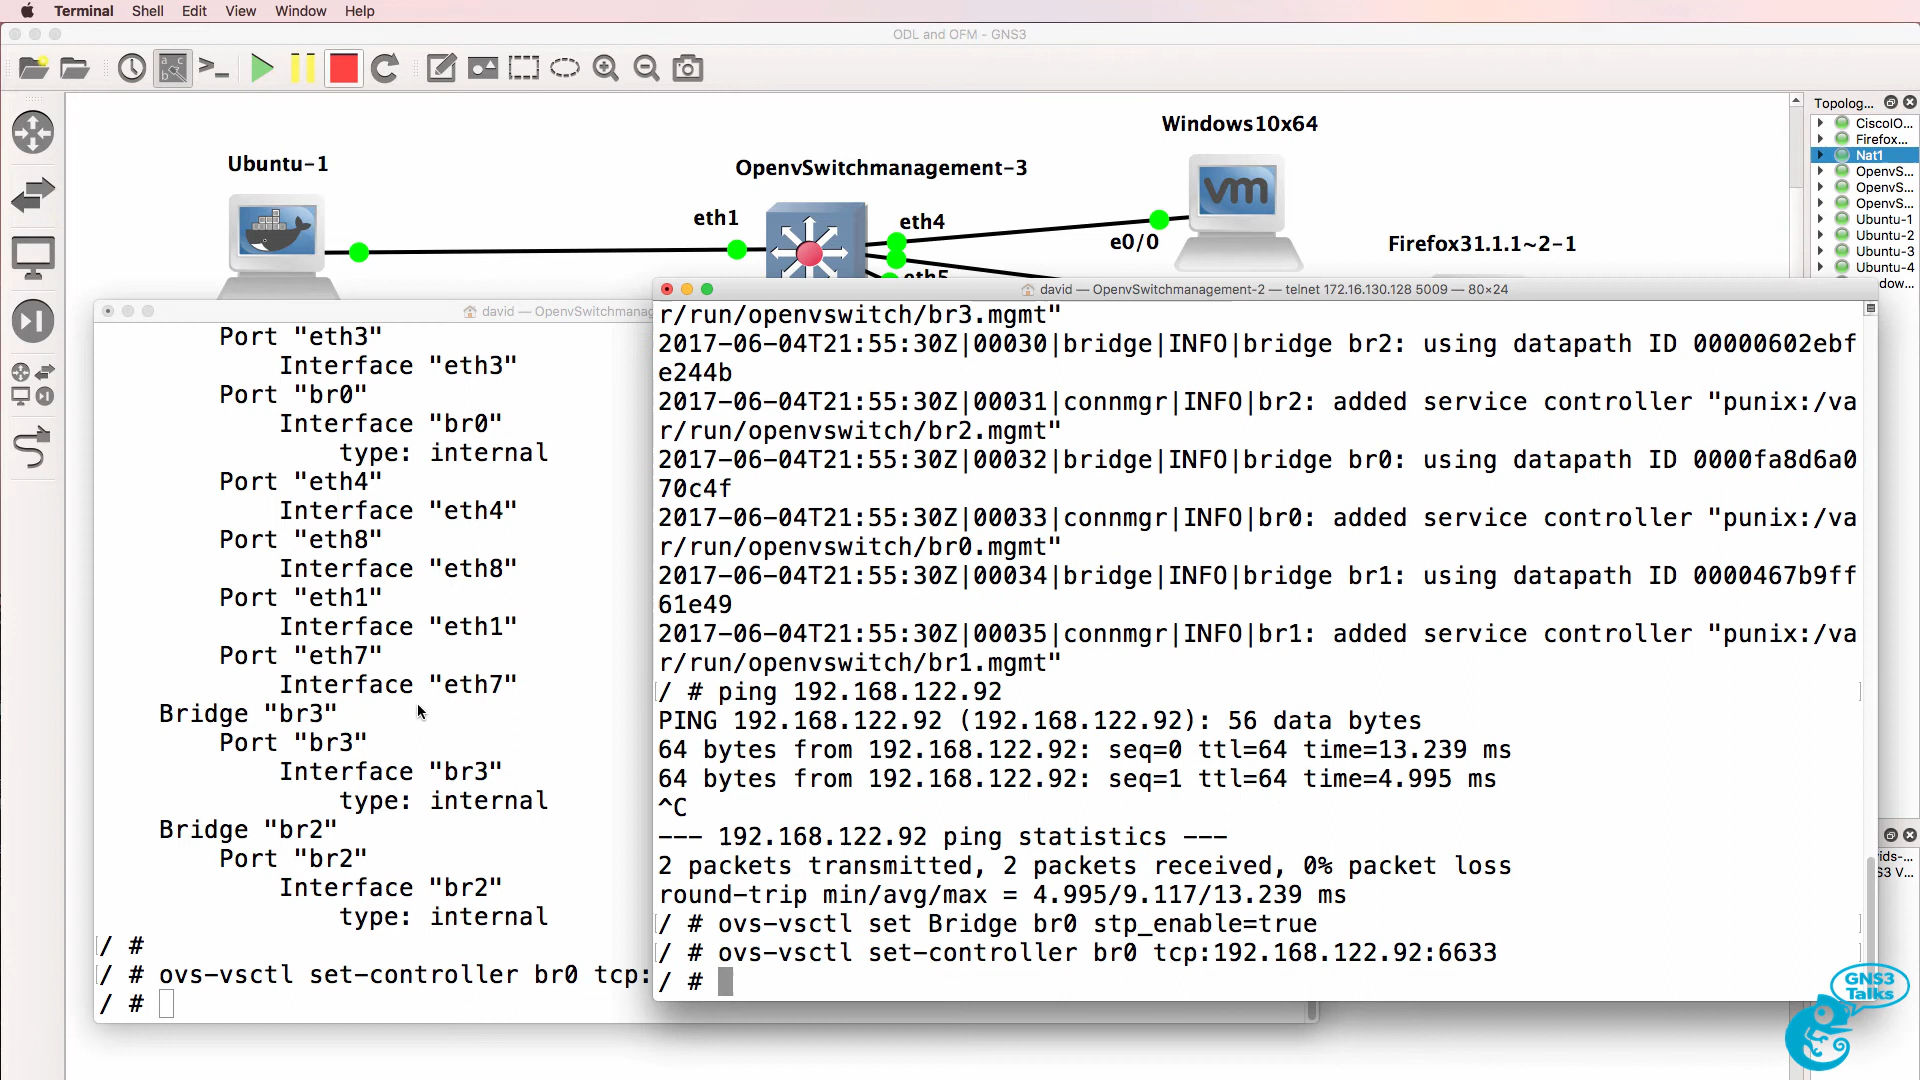 Terminal Shell Edit View Window Help
ODL and OFM - GNS3
Topolog...
CiscoIO...
Firefox...
Nat1
OpenvS...
OpenvS...
OpenvS...
Ubuntu-1
Ubuntu-2
Ubuntu-3
Ubuntu-4
dow...
Windows10x64
Ubuntu-1
OpenvSwitchmanagement-3
eth1
eth4
e0/0
eth5
Firefox31.1.1~2-1
vm
david — OpenvSwitchmana
Port "eth3"
Interface "eth3"
Port "br0"
Interface "br0"
type: internal
Port "eth4"
Interface "eth4"
Port "eth8"
Interface "eth8"
Port "eth1"
Interface "eth1"
Port "eth7"
Interface "eth7"
Bridge "br3"
Port "br3"
Interface "br3"
type: internal
Bridge "br2"
Port "br2"
Interface "br2"
type: internal
/ #
/ # ovs-vsctl set-controller br0 tcp:
/ #
david — OpenvSwitchmanagement-2 — telnet 172.16.130.128 5009 — 80×24
r/run/openvswitch/br3.mgmt"
2017-06-04T21:55:30Z|00030|bridge|INFO|bridge br2: using datapath ID 00000602ebf
e244b
2017-06-04T21:55:30Z|00031|connmgr|INFO|br2: added service controller "punix:/va
r/run/openvswitch/br2.mgmt"
2017-06-04T21:55:30Z|00032|bridge|INFO|bridge br0: using datapath ID 0000fa8d6a0
70c4f
2017-06-04T21:55:30Z|00033|connmgr|INFO|br0: added service controller "punix:/va
r/run/openvswitch/br0.mgmt"
2017-06-04T21:55:30Z|00034|bridge|INFO|bridge br1: using datapath ID 0000467b9ff
61e49
2017-06-04T21:55:30Z|00035|connmgr|INFO|br1: added service controller "punix:/va
r/run/openvswitch/br1.mgmt"
/ # ping 192.168.122.92
PING 192.168.122.92 (192.168.122.92): 56 data bytes
64 bytes from 192.168.122.92: seq=0 ttl=64 time=13.239 ms
64 bytes from 192.168.122.92: seq=1 ttl=64 time=4.995 ms
^C
--- 192.168.122.92 ping statistics ---
2 packets transmitted, 2 packets received, 0% packet loss
round-trip min/avg/max = 4.995/9.117/13.239 ms
/ # ovs-vsctl set Bridge br0 stp_enable=true
/ # ovs-vsctl set-controller br0 tcp:192.168.122.92:6633
/ #
ids-...
S3 V...
GNS3
Talks